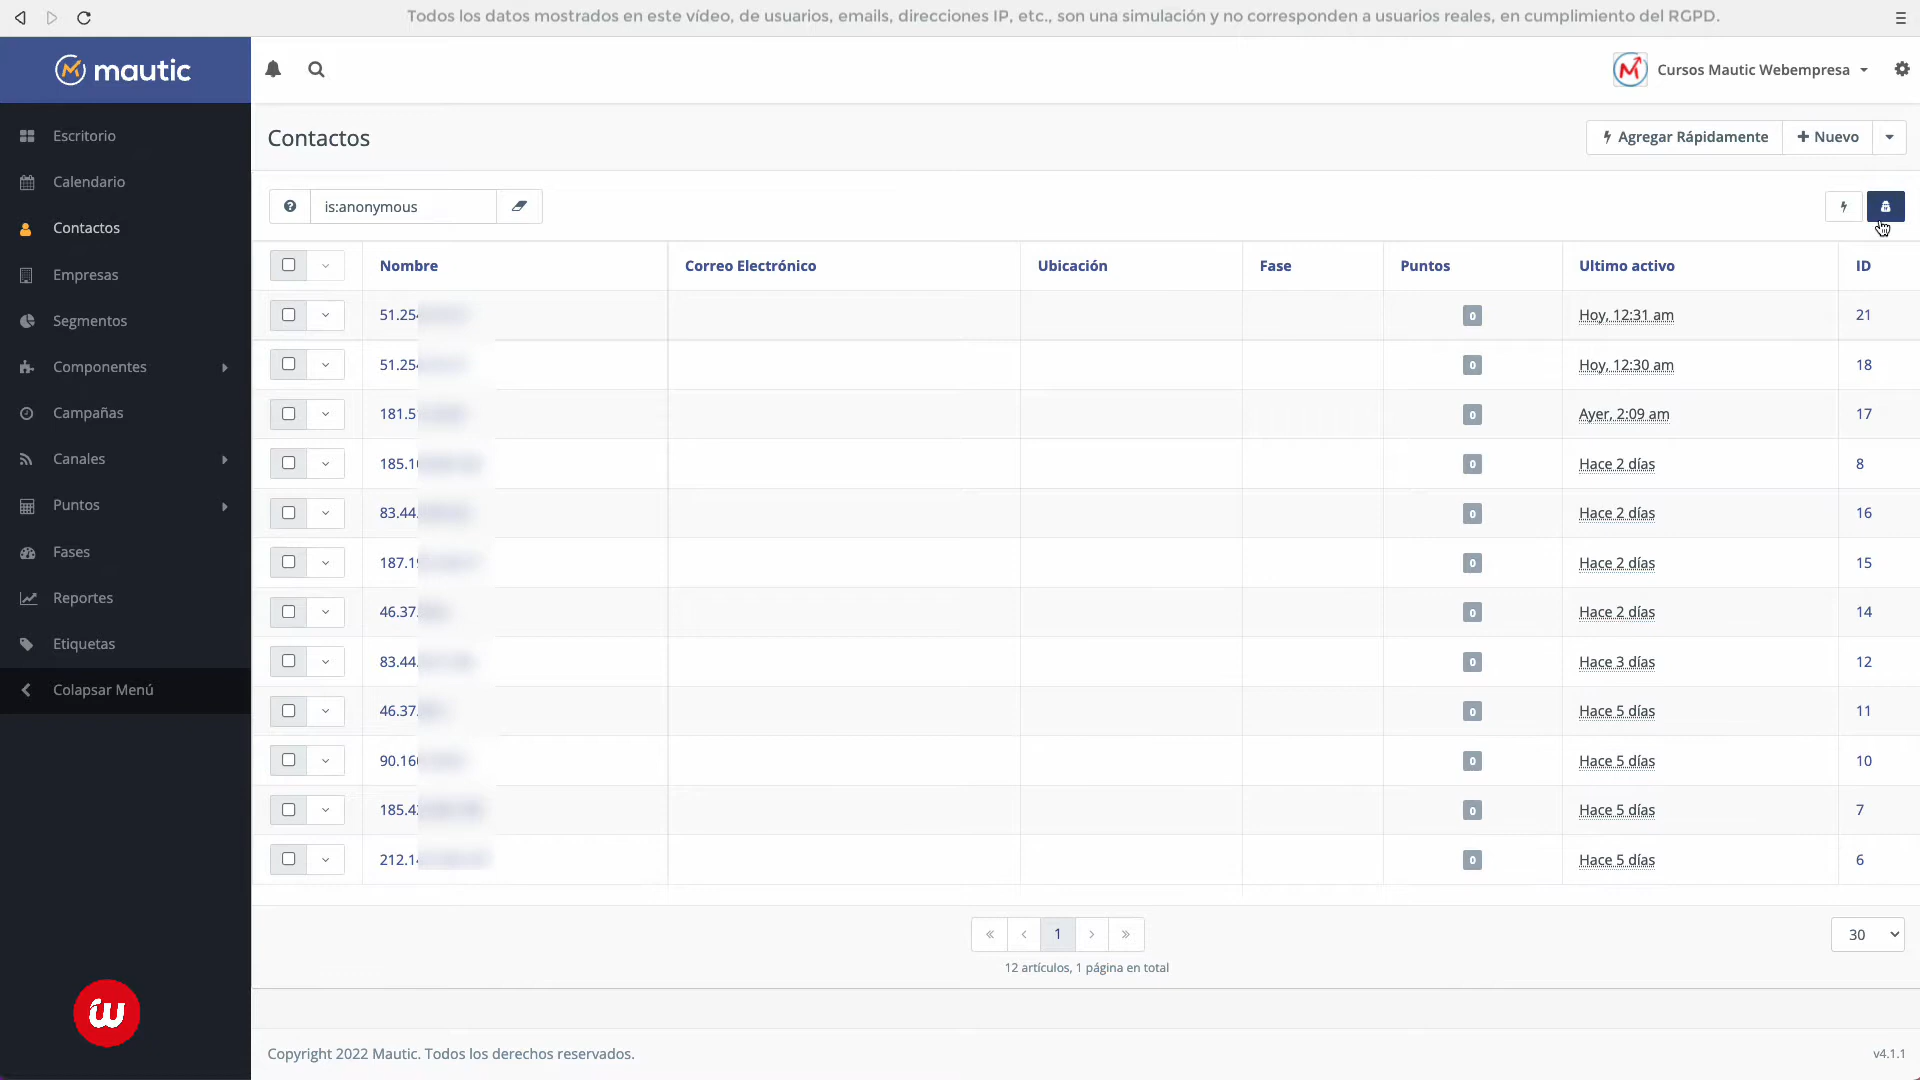 Todos los datos mostrados en este vídeo, de usuarios, emails, direcciones IP, etc., son una simulación y no corresponden a usuarios reales, en cumplimiento del RGPD.
mautic
Cursos Mautic Webempresa
Escritorio
Calendario
Contactos
Empresas
Segmentos
Componentes
Campañas
Canales
Puntos
Fases
Reportes
Etiquetas
Colapsar Menú
Contactos
Agregar Rápidamente
+ Nuevo
is:anonymous
Nombre Correo Electrónico Ubicación Fase Puntos Ultimo activo ID
51.254 0 Hoy, 12:31 am 21
51.254 0 Hoy, 12:30 am 18
181.5 0 Ayer, 2:09 am 17
185.1 0 Hace 2 días 8
83.44. 0 Hace 2 días 16
187.1 0 Hace 2 días 15
46.37. 0 Hace 2 días 14
83.44. 0 Hace 3 días 12
46.37. 0 Hace 5 días 11
90.16 0 Hace 5 días 10
185.4 0 Hace 5 días 7
212.1 0 Hace 5 días 6
« ‹ 1 › »
30
12 artículos, 1 página en total
Copyright 2022 Mautic. Todos los derechos reservados.
v4.1.1